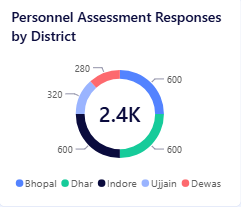 Personnel Assessment Responses
by District
280
600
320
2.4K
600
600
Bhopal Dhar Indore Ujjain Dewas